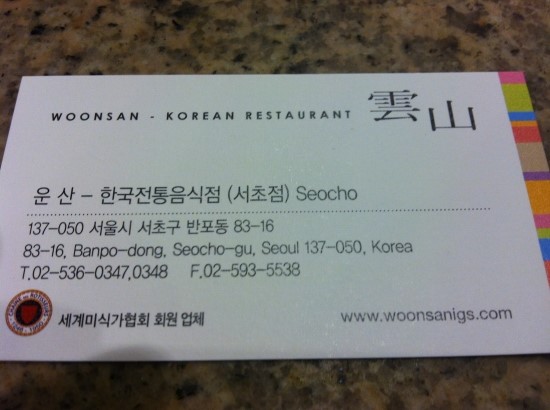 WOONSAN - KOREAN RESTAURANT 雲山
운 산 - 한국전통음식점 (서초점) Seocho
137-050 서울시 서초구 반포동 83-16
83-16, Banpo-dong, Seocho-gu, Seoul 137-050, Korea
T.02-536-0347,0348 F.02-593-5538
세계미식가협회 회원 업체
www.woonsanigs.com